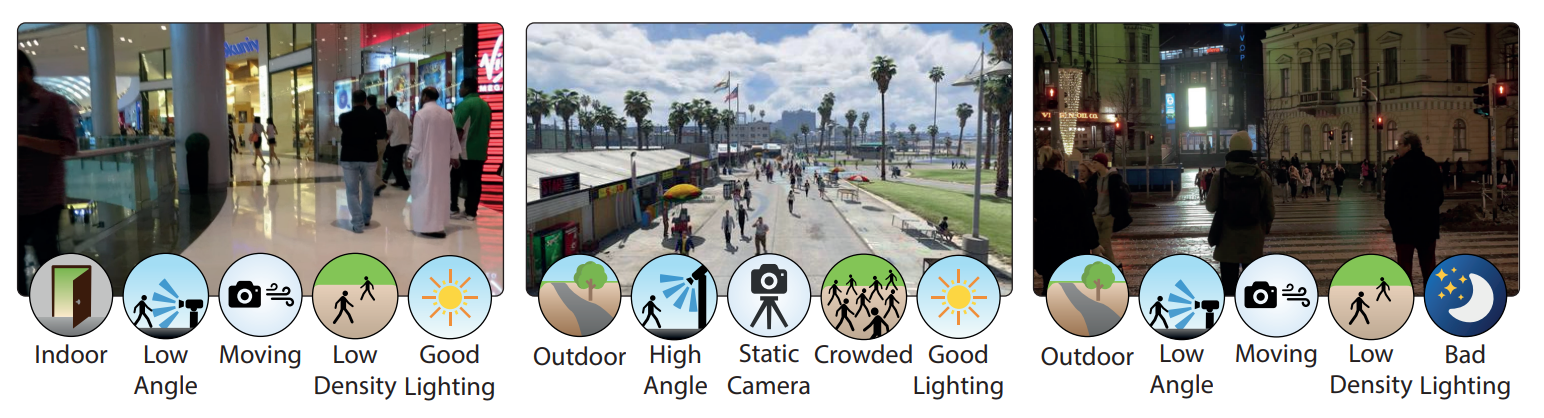 Indoor
Low
Angle
Moving
Low
Density
Good
Lighting
Outdoor
High
Angle
Static
Camera
Crowded
Good
Lighting
Outdoor
Low
Angle
Moving
Low
Density
Bad
Lighting